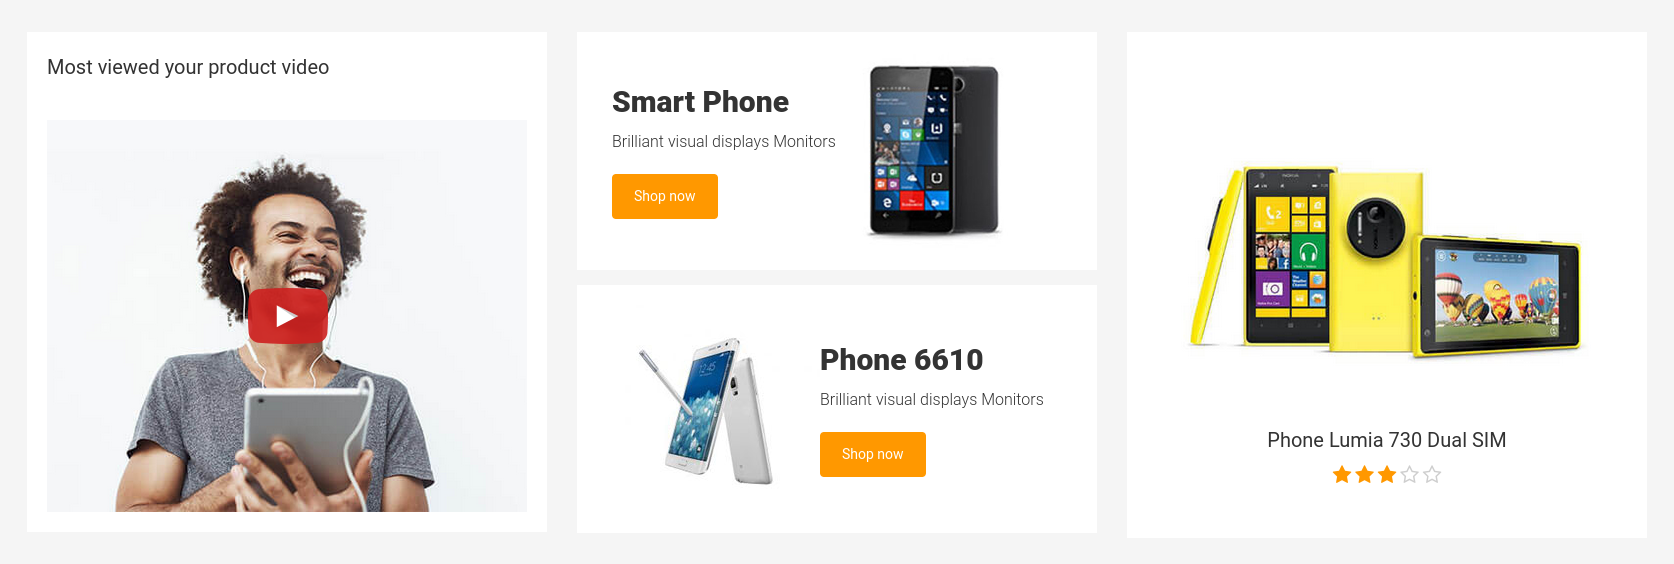 Most viewed your product video
Smart Phone
Brilliant visual displays Monitors
Shop now
Phone 6610
Brilliant visual displays Monitors
Shop now
Phone Lumia 730 Dual SIM